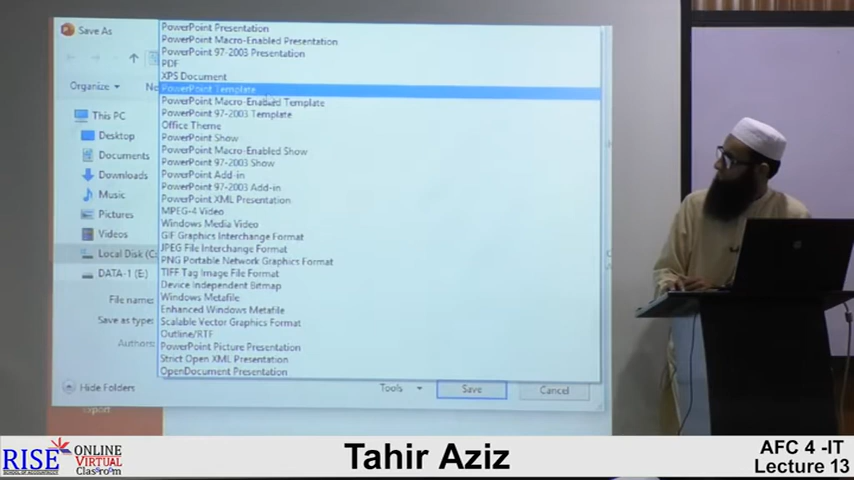 Save As
PowerPoint Presentation
PowerPoint Macro-Enabled Presentation
PowerPoint 97-2003 Presentation
PDF
XPS Document
Organize
Ne
PowerPoint Template
PowerPoint Macro-Enabled Template
PowerPoint 97-2003 Template
Office Theme
PowerPoint Show
PowerPoint Macro-Enabled Show
PowerPoint 97-2003 Show
PowerPoint Add-in
PowerPoint 97-2003 Add-in
PowerPoint XML Presentation
MPEG-4 Video
Windows Media Video
GIF Graphics Interchange Format
JPEG File Interchange Format
PNG Portable Network Graphics Format
TIFF Tag Image File Format
Device Independent Bitmap
Windows Metafile
Enhanced Windows Metafile
Scalable Vector Graphics Format
Outline/RTF
PowerPoint Picture Presentation
Strict Open XML Presentation
OpenDocument Presentation
This PC
Desktop
Documents
Downloads
Music
Pictures
Videos
Local Disk (C:
DATA-1 (E:)
File name:
Save as type:
Authors:
Hide Folders
Tools
Save
Cancel
Export
hp
RISE
SCHOOL OF ACCOUNTANCY
ONLINE
VIRTUAL
Classroom
Tahir Aziz
AFC 4 -IT
Lecture 13